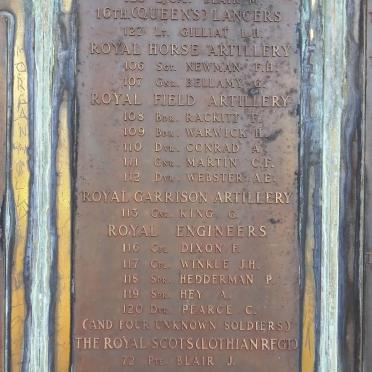 16TH (QUEENS) LANCERS
127 LT. GILLIAT L.H.
ROYAL HORSE ARTILLERY
106 SGT. NEWMAN F.H.
107 GNR. BELLAMY G.
ROYAL FIELD ARTILLERY
108 BDR. RACKITT F.
109 BDR. WARWICK H.
110 DVR. CONRAD A.
111 GNR. MARTIN C.F.
112 DVR. WEBSTER A.E.
ROYAL GARRISON ARTILLERY
113 GNR. KING G.
ROYAL ENGINEERS
116 CPL. DIXON F.
117 CPL. WINKLE J.H.
118 SPR. HEDDERMAN P.
119 SPR. HEY A.
120 DVR. PEARCE C.
(AND FOUR UNKNOWN SOLDIERS)
THE ROYAL SCOTS (LOTHIAN REGT)
72 PTE. BLAIR J.